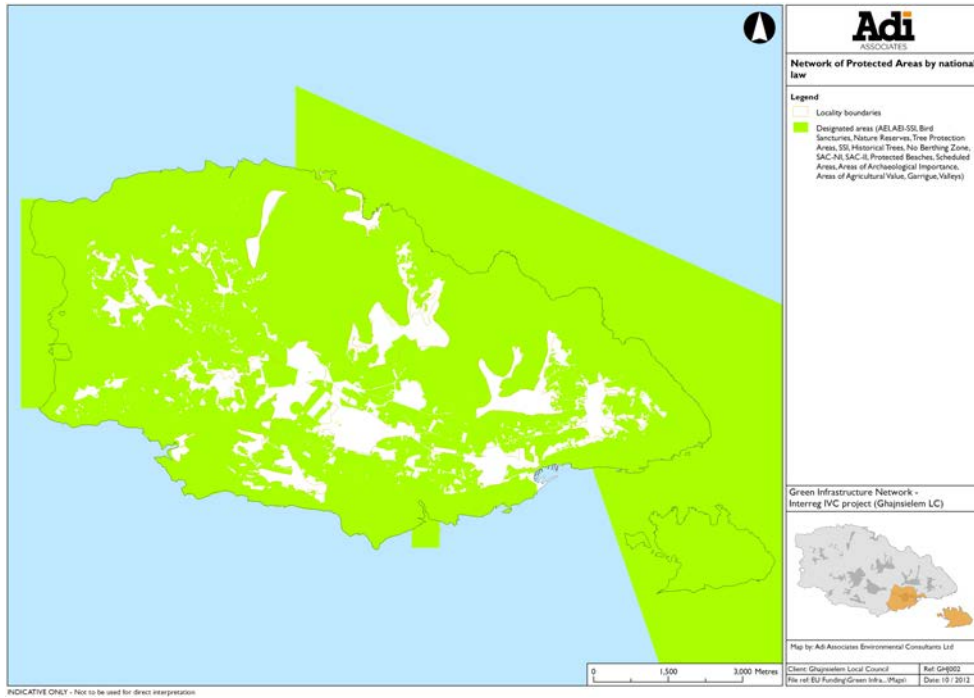 Adi
ASSOCIATES
Network of Protected Areas by national
law
Legend
Locality boundaries
Designated areas (AEI,AEI-SSI, Bird
Sancturies, Nature Reserves, Tree Protection
Areas, SSI, Historical Trees, No Berthing Zone,
SAC-NI, SAC-II, Protected Beaches, Scheduled
Areas, Areas of Archaeological Importance,
Areas of Agricultural Value, Garrigue, Valleys)
Green Infrastructure Network -
Interreg IVC project (Ghajnsielem LC)
Map by: Adi Associates Environmental Consultants Ltd
Client: Ghajnsielem Local Council
Ref: GHJ002
File ref: EU Funding\Green Infra...\Maps\
Date: 10 / 2012
0 1,500 3,000 Metres
INDICATIVE ONLY - Not to be used for direct interpretation